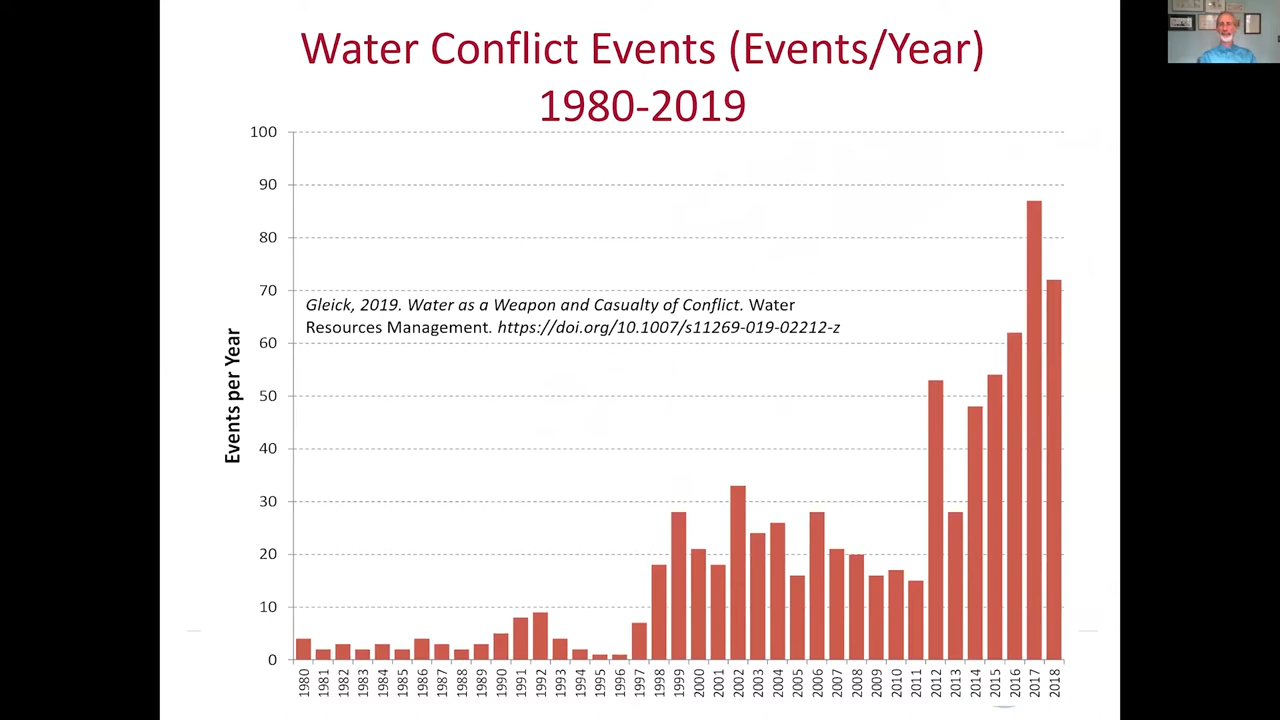 Water Conflict Events (Events/Year)
1980-2019
100
90
80
70
60
50
40
30
20
10
0
Events per Year
Gleick, 2019. Water as a Weapon and Casualty of Conflict. Water
Resources Management. https://doi.org/10.1007/s11269-019-02212-z
1980 1981 1982 1983 1984 1985 1986 1987 1988 1989 1990 1991 1992 1993 1994 1995 1996 1997 1998 1999 2000 2001 2002 2003 2004 2005 2006 2007 2008 2009 2010 2011 2012 2013 2014 2015 2016 2017 2018